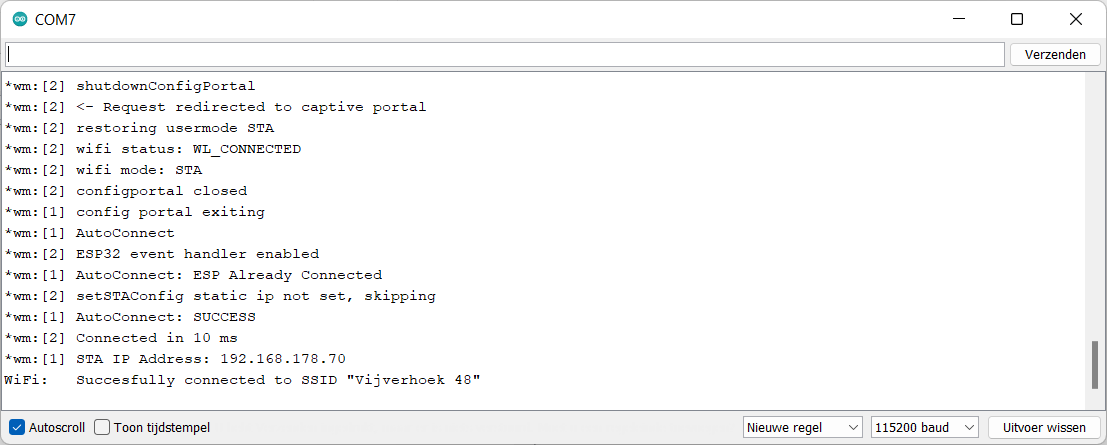 COM7
Verzenden
*wm:[2] shutdownConfigPortal
*wm:[2] <- Request redirected to captive portal
*wm:[2] restoring usermode STA
*wm:[2] wifi status: WL_CONNECTED
*wm:[2] wifi mode: STA
*wm:[2] configportal closed
*wm:[1] config portal exiting
*wm:[1] AutoConnect
*wm:[2] ESP32 event handler enabled
*wm:[1] AutoConnect: ESP Already Connected
*wm:[2] setSTAConfig static ip not set, skipping
*wm:[1] AutoConnect: SUCCESS
*wm:[2] Connected in 10 ms
*wm:[1] STA IP Address: 192.168.178.70
WiFi:   Succesfully connected to SSID "Vijverhoek 48"
Autoscroll Toon tijdstempel Nieuwe regel 115200 baud Uitvoer wissen